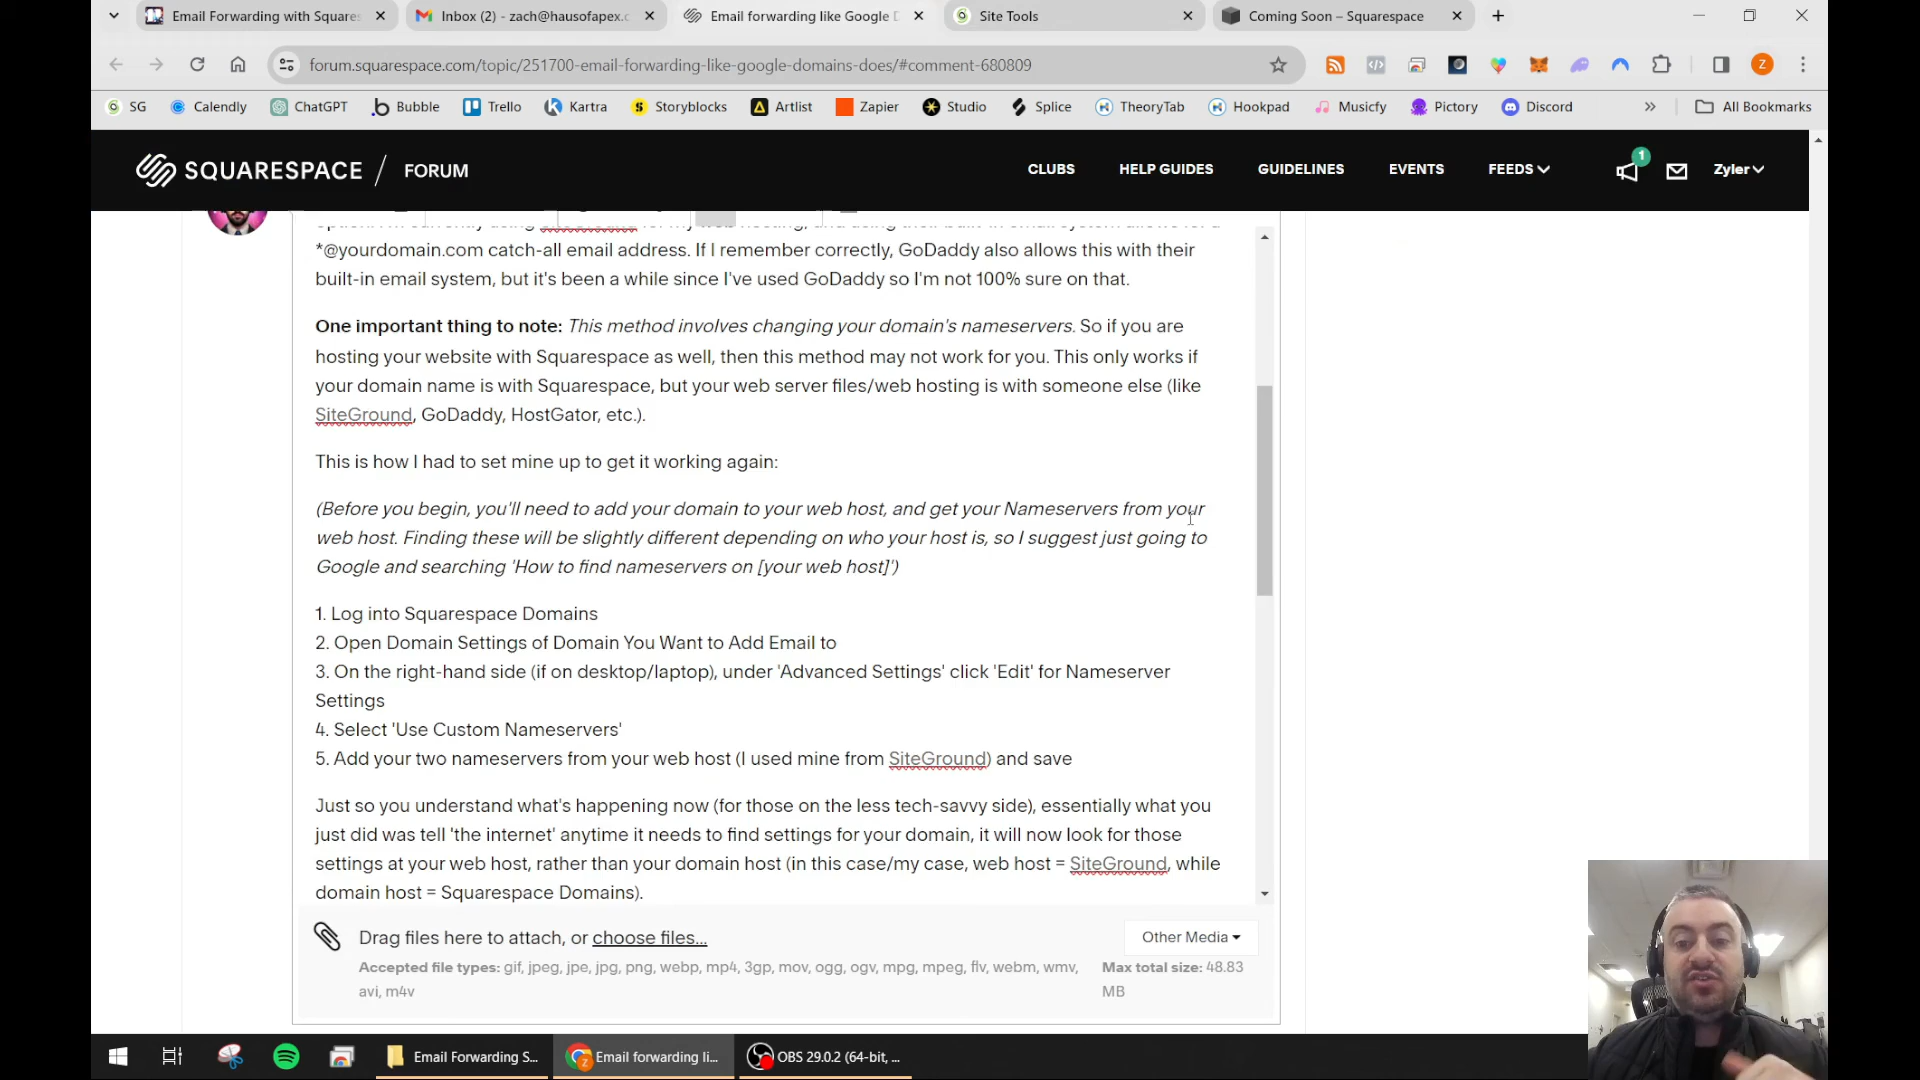 Email Forwarding with Squares
Inbox (2) - zach@hausofapex.c
Email forwarding like Google D
Site Tools
Coming Soon – Squarespace
forum.squarespace.com/topic/251700-email-forwarding-like-google-domains-does/#comment-680809
Z
SG
Calendly
ChatGPT
Bubble
Trello
Kartra
Storyblocks
Artlist
Zapier
Studio
Splice
TheoryTab
Hookpad
Musicfy
Pictory
Discord
All Bookmarks
SQUARESPACE / FORUM
CLUBS
HELP GUIDES
GUIDELINES
EVENTS
FEEDS
1
Zyler
*@yourdomain.com catch-all email address. If I remember correctly, GoDaddy also allows this with their
built-in email system, but it's been a while since I've used GoDaddy so I'm not 100% sure on that.
One important thing to note: This method involves changing your domain's nameservers. So if you are
hosting your website with Squarespace as well, then this method may not work for you. This only works if
your domain name is with Squarespace, but your web server files/web hosting is with someone else (like
SiteGround, GoDaddy, HostGator, etc.).
This is how I had to set mine up to get it working again:
(Before you begin, you'll need to add your domain to your web host, and get your Nameservers from your
web host. Finding these will be slightly different depending on who your host is, so I suggest just going to
Google and searching 'How to find nameservers on [your web host]')
1. Log into Squarespace Domains
2. Open Domain Settings of Domain You Want to Add Email to
3. On the right-hand side (if on desktop/laptop), under 'Advanced Settings' click 'Edit' for Nameserver
Settings
4. Select 'Use Custom Nameservers'
5. Add your two nameservers from your web host (I used mine from SiteGround) and save
Just so you understand what's happening now (for those on the less tech-savvy side), essentially what you
just did was tell 'the internet' anytime it needs to find settings for your domain, it will now look for those
settings at your web host, rather than your domain host (in this case/my case, web host = SiteGround, while
domain host = Squarespace Domains).
Drag files here to attach, or choose files...
Other Media
Accepted file types: gif, jpeg, jpe, jpg, png, webp, mp4, 3gp, mov, ogg, ogv, mpg, mpeg, flv, webm, wmv,
avi, m4v
Max total size: 48.83
MB
Email Forwarding S...
Email forwarding li...
OBS 29.0.2 (64-bit, ...